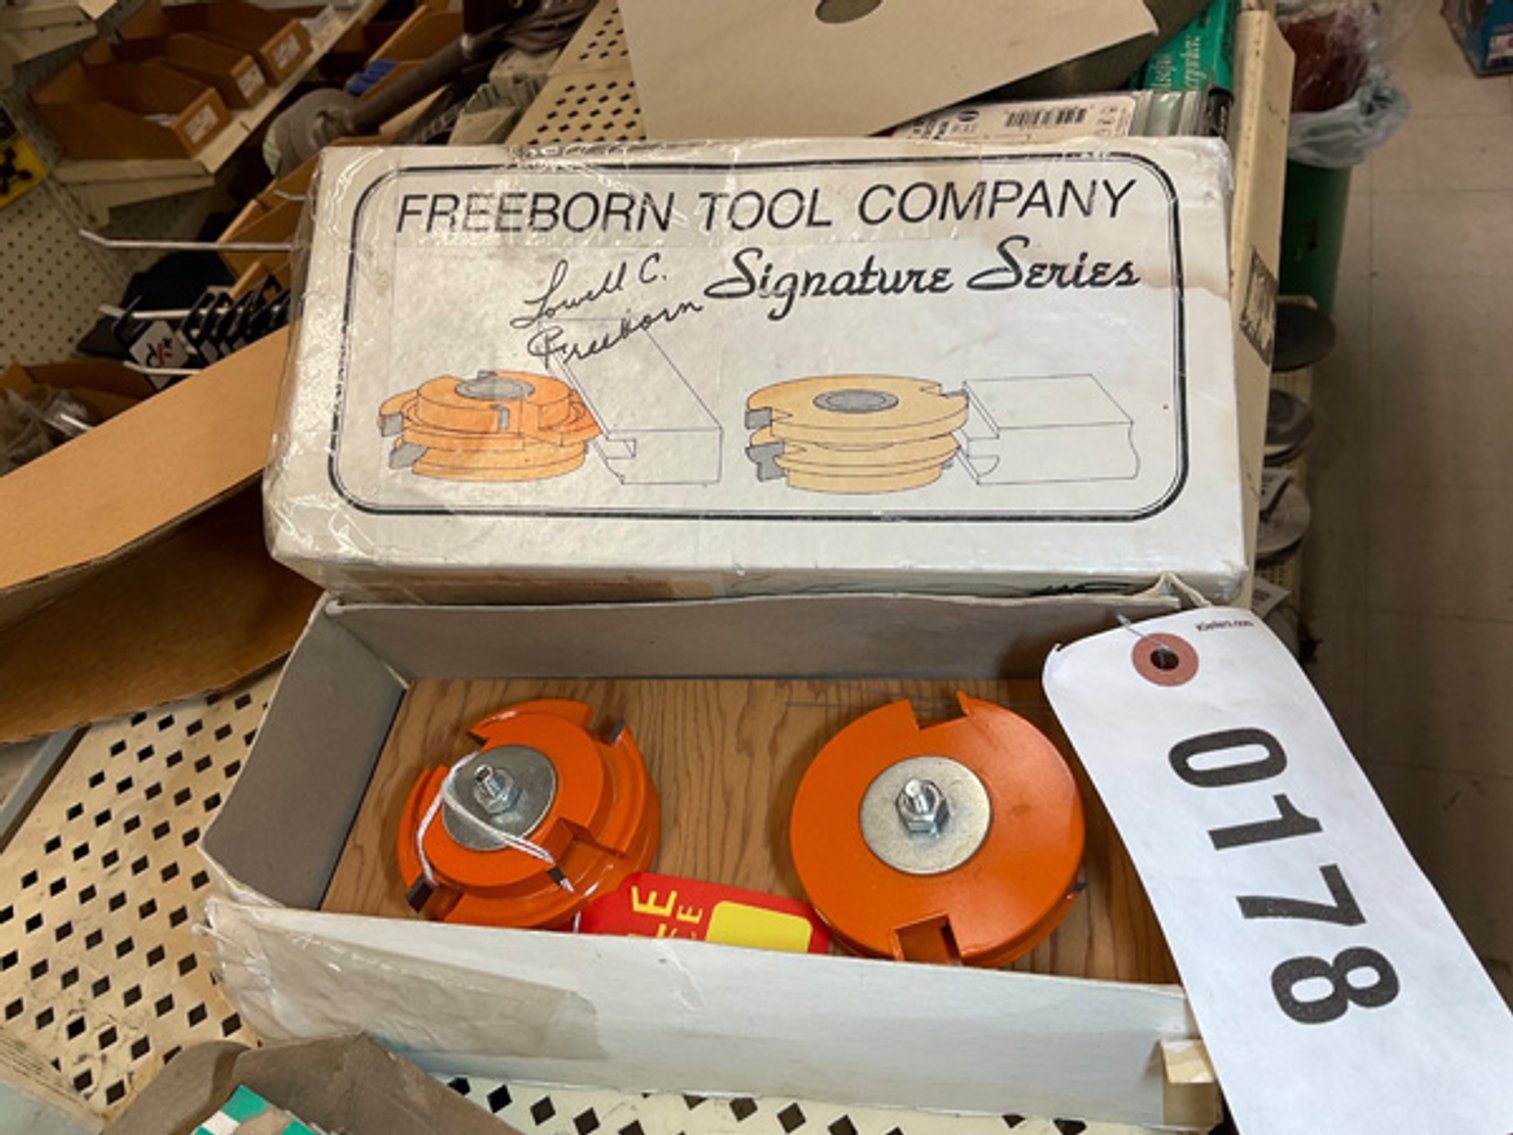 FREEBORN TOOL COMPANY
Lowell C.
Freeborn
Signature Series
0178